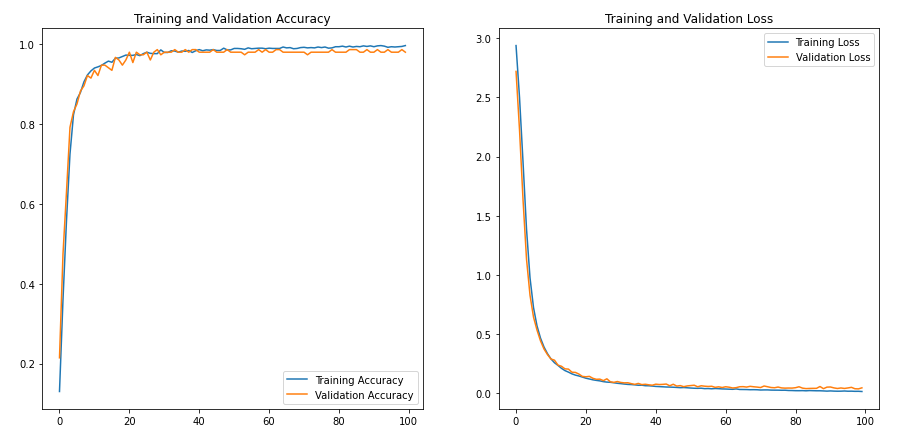 Training and Validation Accuracy
1.0
0.8
0.6
0.4
0.2
0 20 40 60 80 100
Training Accuracy
Validation Accuracy
Training and Validation Loss
3.0
2.5
2.0
1.5
1.0
0.5
0.0
0 20 40 60 80 100
Training Loss
Validation Loss